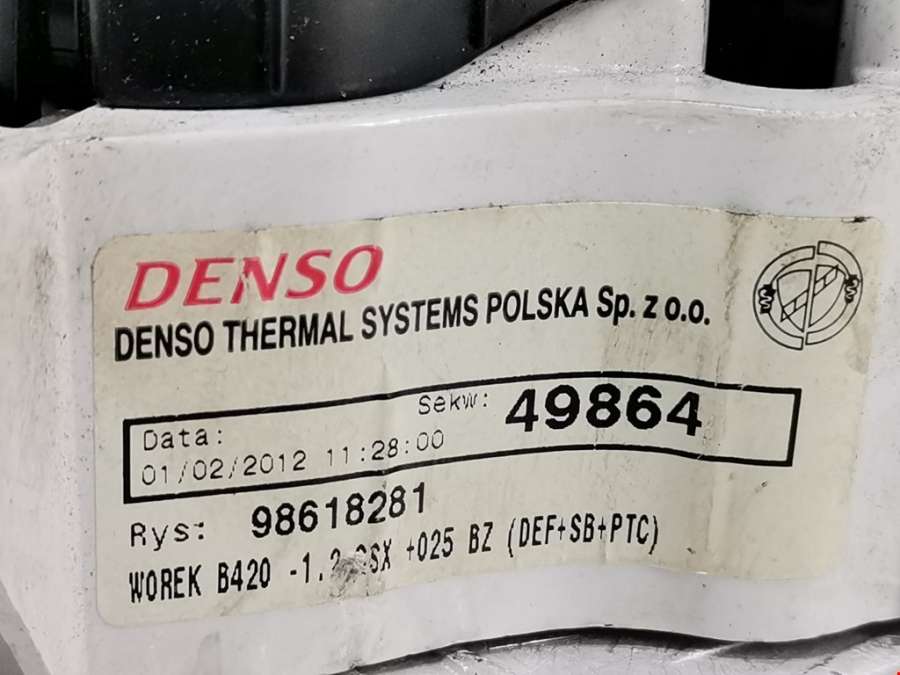 DENSO
DENSO THERMAL SYSTEMS POLSKA Sp. z o.o.
Data:
Sekw: 49864
01/02/2012 11:28:00
Rys: 98618281
WOREK B420 +025 BZ (DEF+SB+PTC)